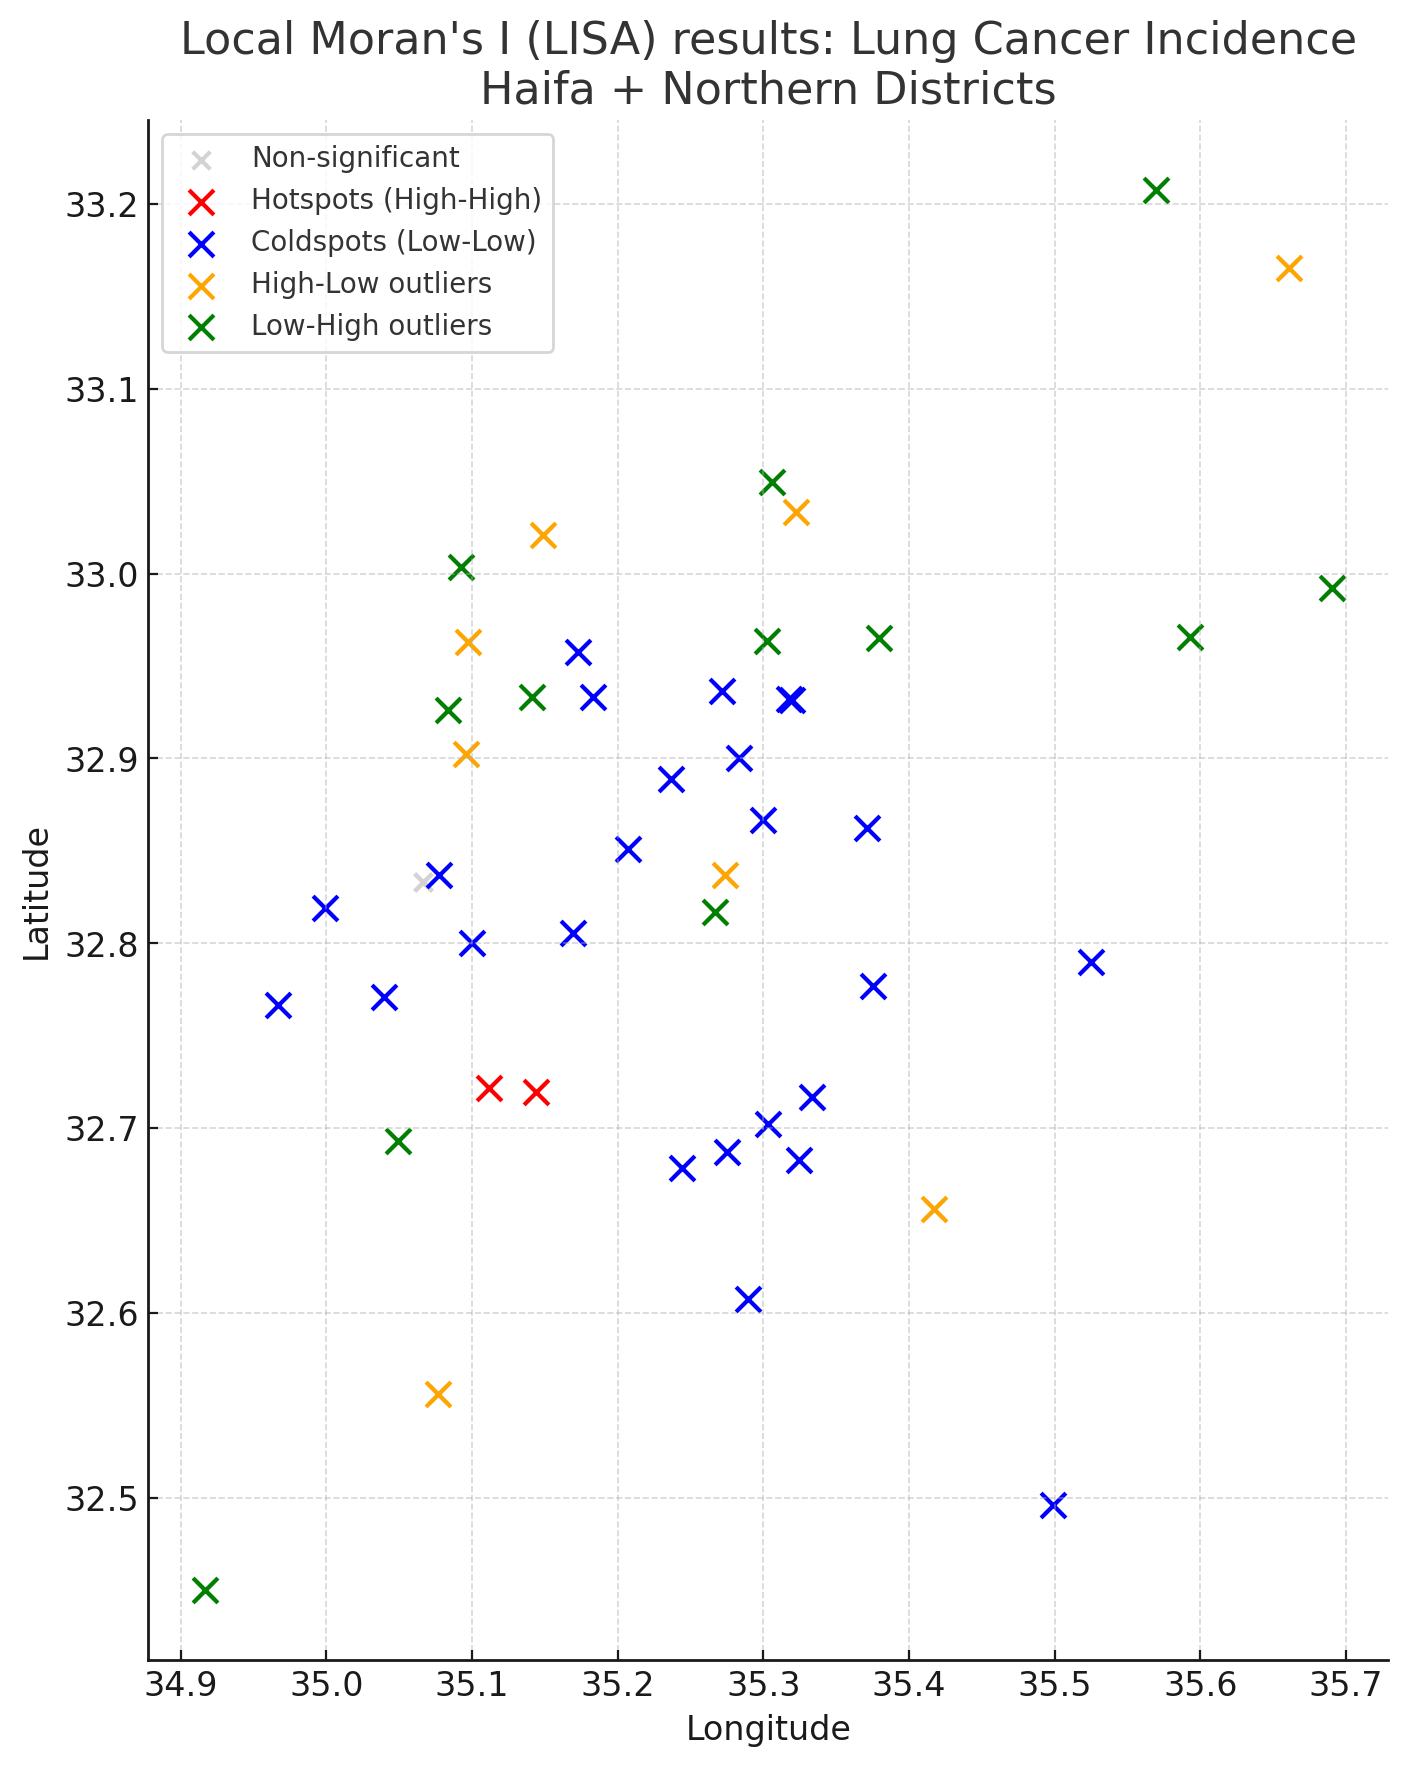 Local Moran's I (LISA) results: Lung Cancer Incidence
Haifa + Northern Districts
Non-significant
Hotspots (High-High)
Coldspots (Low-Low)
High-Low outliers
Low-High outliers
33.2
33.1
33.0
32.9
32.8
32.7
32.6
32.5
Latitude
34.9 35.0 35.1 35.2 35.3 35.4 35.5 35.6 35.7
Longitude